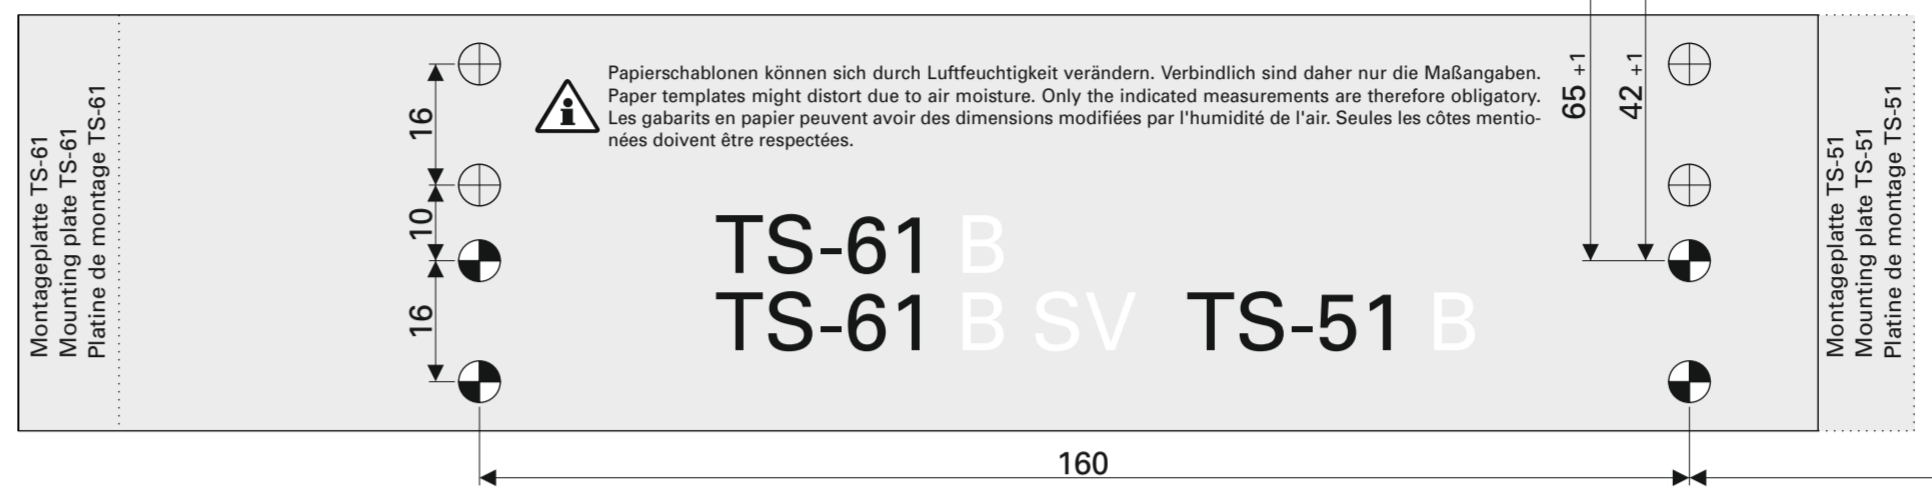 Montageplatte TS-61
Mounting plate TS-61
Platine de montage TS-61
16
10
16
Papierschablonen können sich durch Luftfeuchtigkeit verändern. Verbindlich sind daher nur die Maßangaben.
Paper templates might distort due to air moisture. Only the indicated measurements are therefore obligatory.
Les gabarits en papier peuvent avoir des dimensions modifiées par l'humidité de l'air. Seules les côtes mentio-
nées doivent être respectées.
TS-61 B
TS-61 B SV TS-51 B
65 +1
42 +1
Montageplatte TS-51
Mounting plate TS-51
Platine de montage TS-51
160